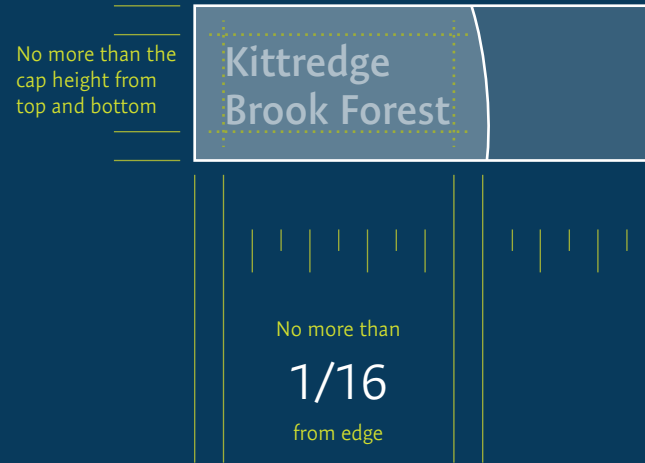 No more than the
cap height from
top and bottom
Kittredge
Brook Forest
No more than
1/16
from edge